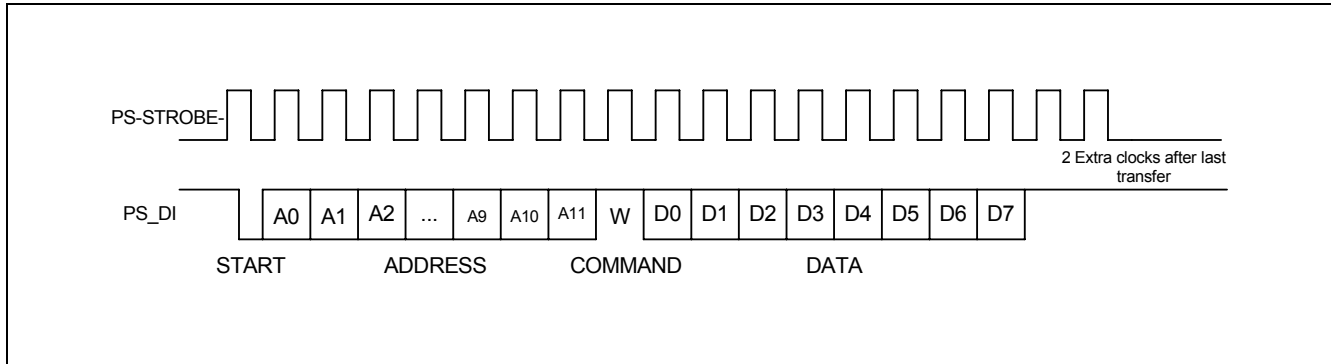 PS-STROBE-
2 Extra clocks after last
transfer
PS_DI
A0 A1 A2 ... A9 A10 A11 W D0 D1 D2 D3 D4 D5 D6 D7
START ADDRESS COMMAND DATA